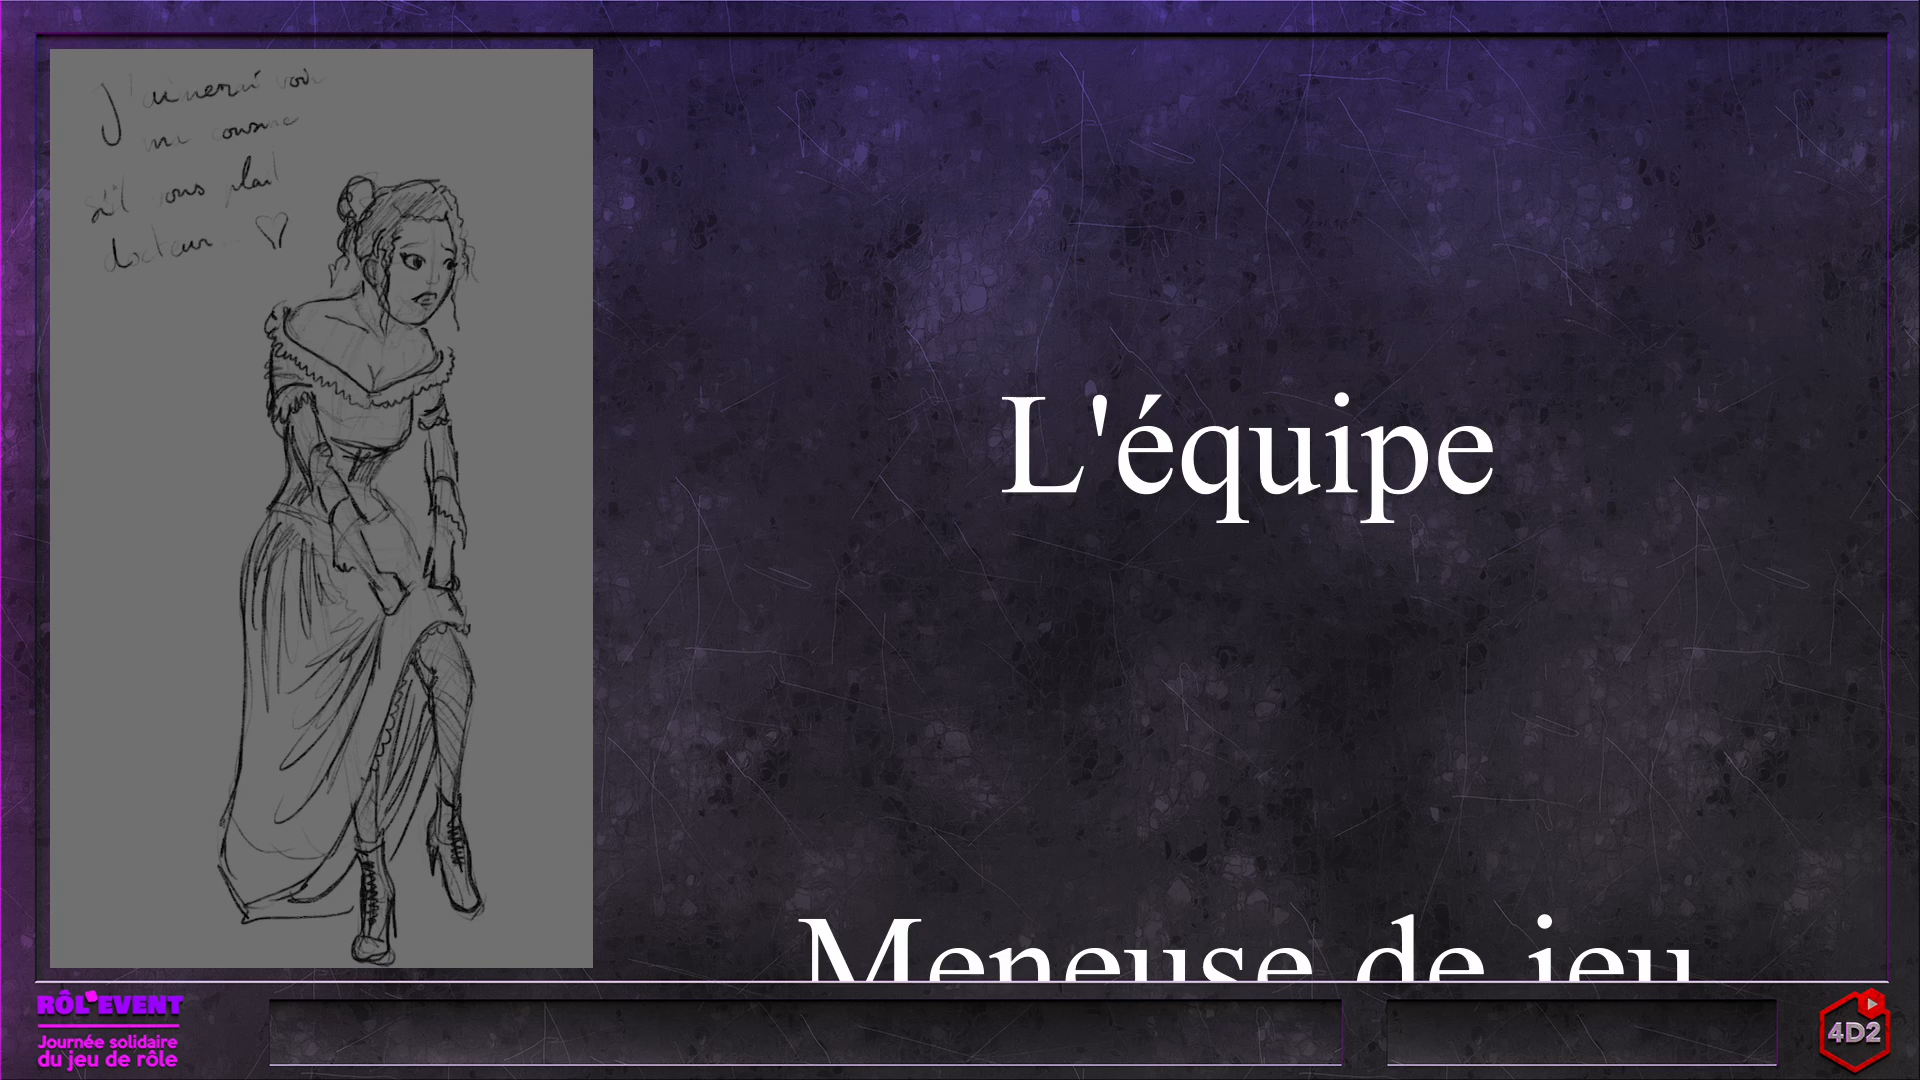 J'aimerai voir
ma cousine
s'il vous plait
docteur... ♡
L'équipe
Meneuse de jeu
RÔL'EVENT
Journée solidaire
du jeu de rôle
4D2